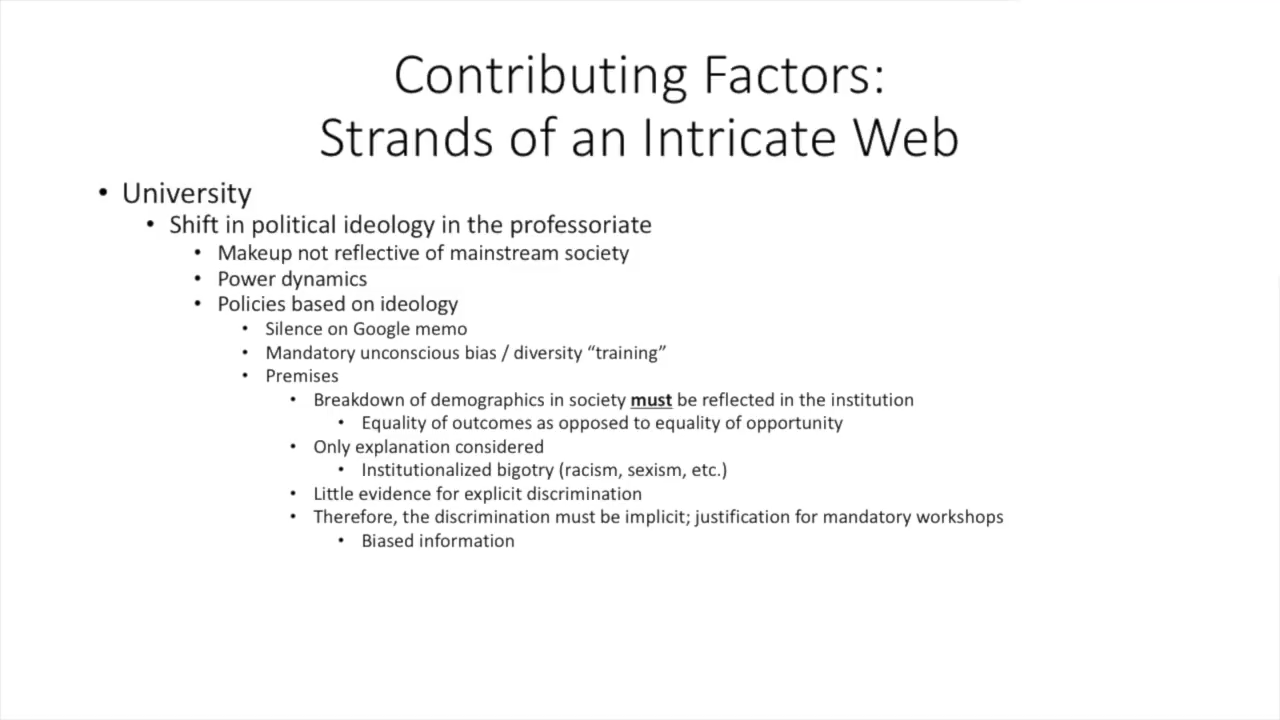 Contributing Factors:
Strands of an Intricate Web
• University
• Shift in political ideology in the professoriate
• Makeup not reflective of mainstream society
• Power dynamics
• Policies based on ideology
• Silence on Google memo
• Mandatory unconscious bias / diversity “training”
• Premises
• Breakdown of demographics in society must be reflected in the institution
• Equality of outcomes as opposed to equality of opportunity
• Only explanation considered
• Institutionalized bigotry (racism, sexism, etc.)
• Little evidence for explicit discrimination
• Therefore, the discrimination must be implicit; justification for mandatory workshops
• Biased information